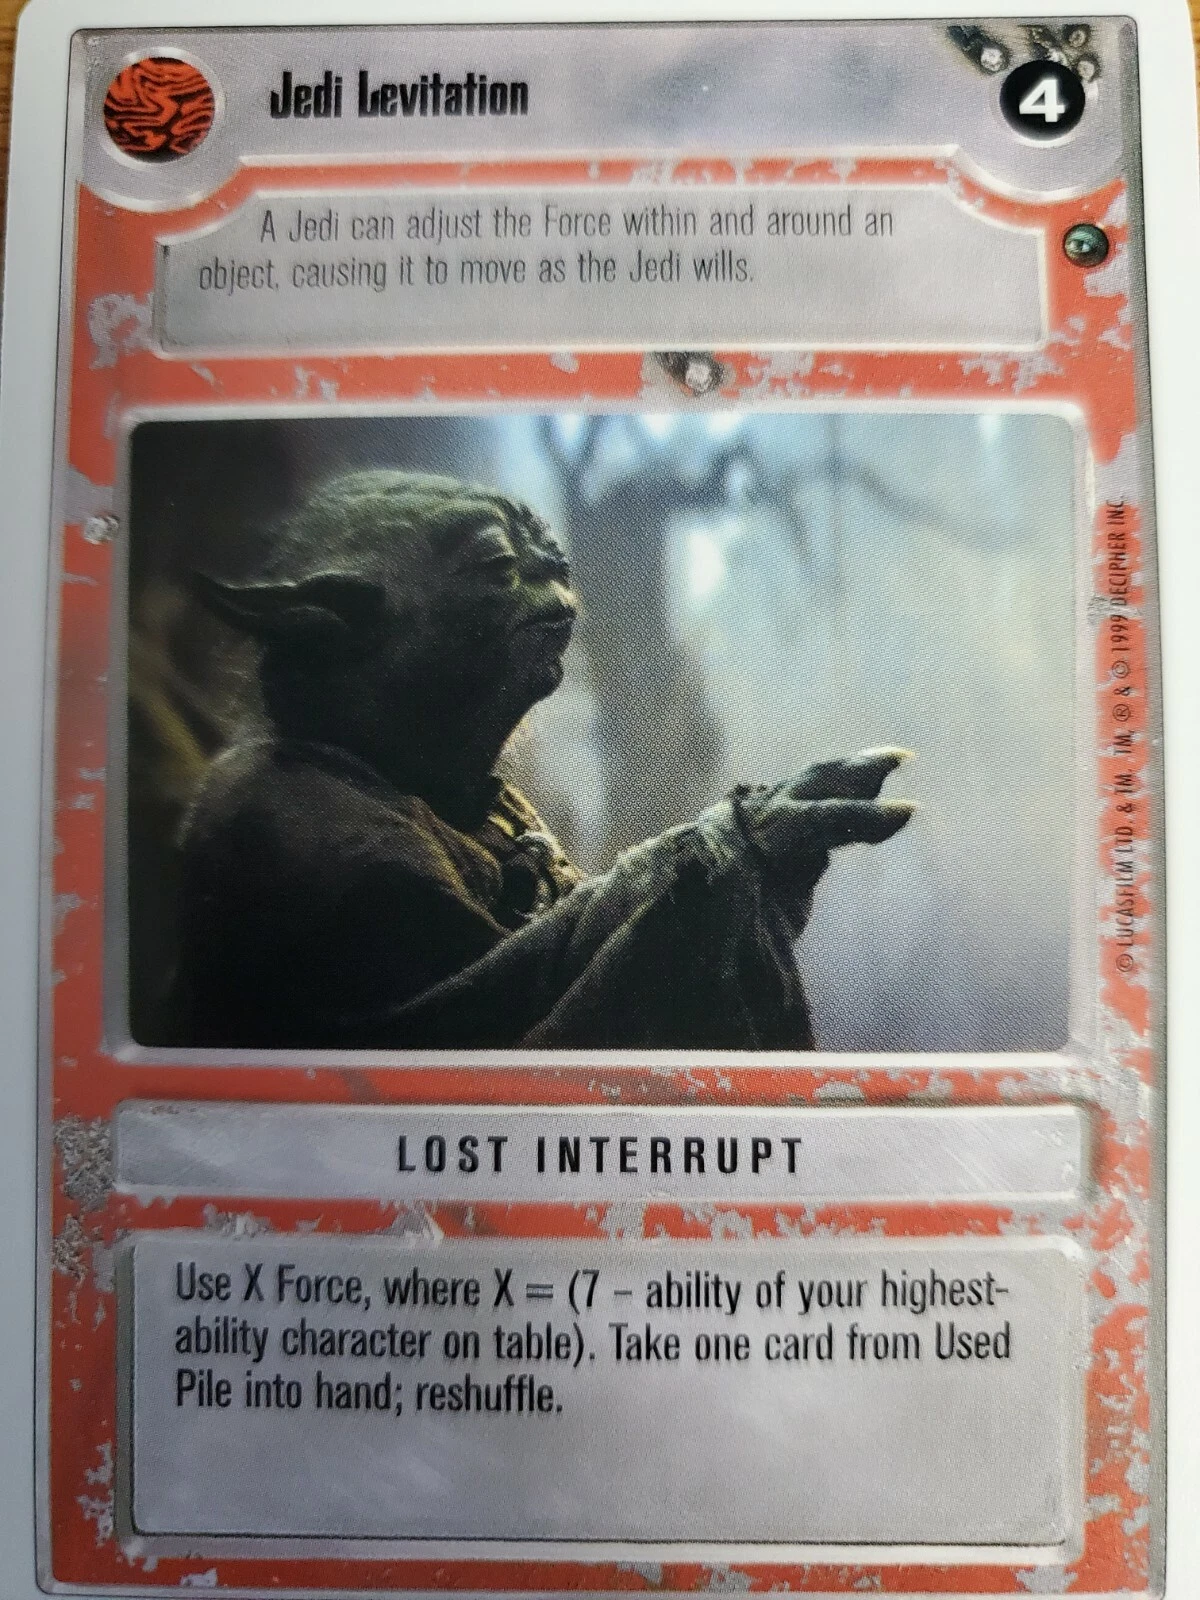 Jedi Levitation
4
A Jedi can adjust the Force within and around an
object, causing it to move as the Jedi wills.
© LUCASFILM LTD. & TM. TM, ® & © 1999 DECIPHER INC.
LOST INTERRUPT
Use X Force, where X = (7 – ability of your highest-
ability character on table). Take one card from Used
Pile into hand; reshuffle.